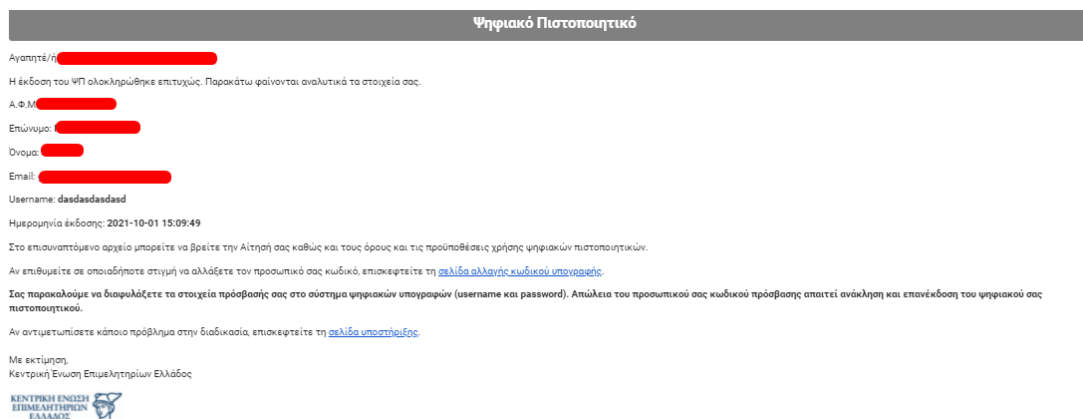 Ψηφιακό Πιστοποιητικό
Αγαπητέ/ή
Η έκδοση του ΨΠ ολοκληρώθηκε επιτυχώς. Παρακάτω φαίνονται αναλυτικά τα στοιχεία σας.
Α.Φ.Μ
Επώνυμο:
Όνομα:
Email:
Username: dasdasdasdasd
Ημερομηνία έκδοσης: 2021-10-01 15:09:49
Στο επισυναπτόμενο αρχείο μπορείτε να βρείτε την Αίτησή σας καθώς και τους όρους και τις προϋποθέσεις χρήσης ψηφιακών πιστοποιητικών.
Αν επιθυμείτε σε οποιαδήποτε στιγμή να αλλάξετε τον προσωπικό σας κωδικό, επισκεφτείτε τη σελίδα αλλαγής κωδικού υπογραφής.
Σας παρακαλούμε να διαφυλάξετε τα στοιχεία πρόσβασής σας στο σύστημα ψηφιακών υπογραφών (username και password). Απώλεια του προσωπικού σας κωδικού πρόσβασης απαιτεί ανάκληση και επανέκδοση του ψηφιακού σας
πιστοποιητικού.
Αν αντιμετωπίσετε κάποιο πρόβλημα στην διαδικασία, επισκεφτείτε τη σελίδα υποστήριξης.
Με εκτίμηση,
Κεντρική Ένωση Επιμελητηρίων Ελλάδος
ΚΕΝΤΡΙΚΗ ΕΝΩΣΗ
ΕΠΙΜΕΛΗΤΗΡΙΩΝ
ΕΛΛΑΔΟΣ